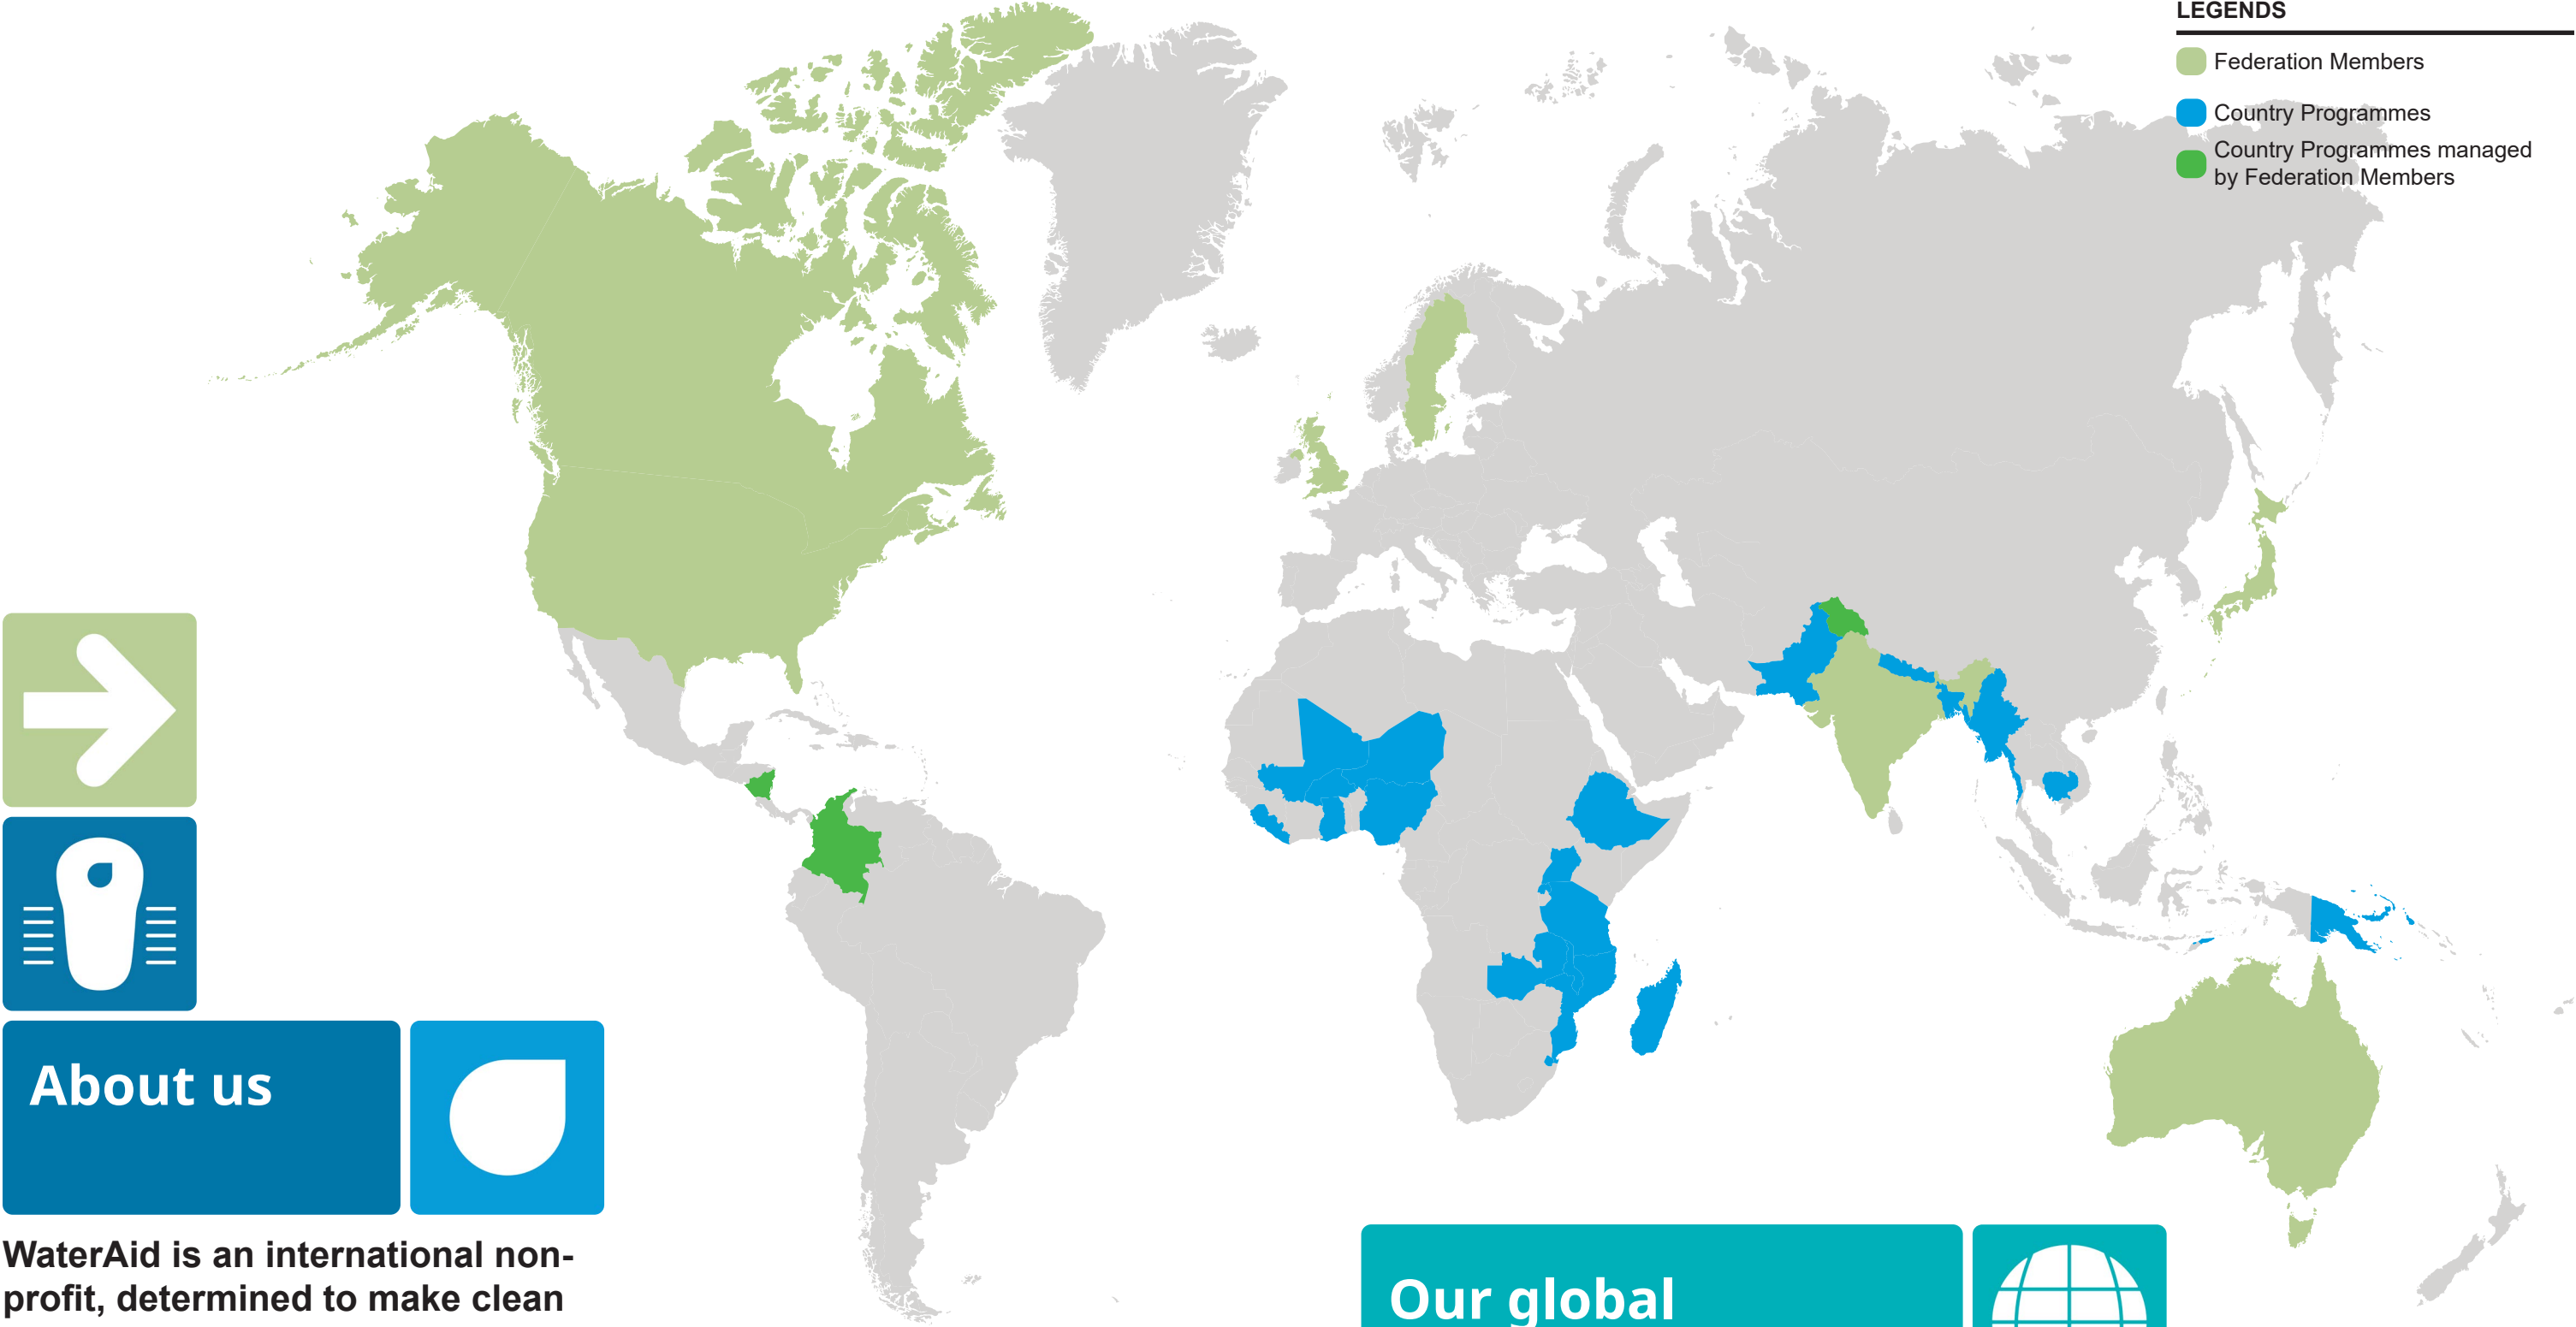 LEGENDS
Federation Members
Country Programmes
Country Programmes managed
by Federation Members
About us
WaterAid is an international non-
profit, determined to make clean
Our global